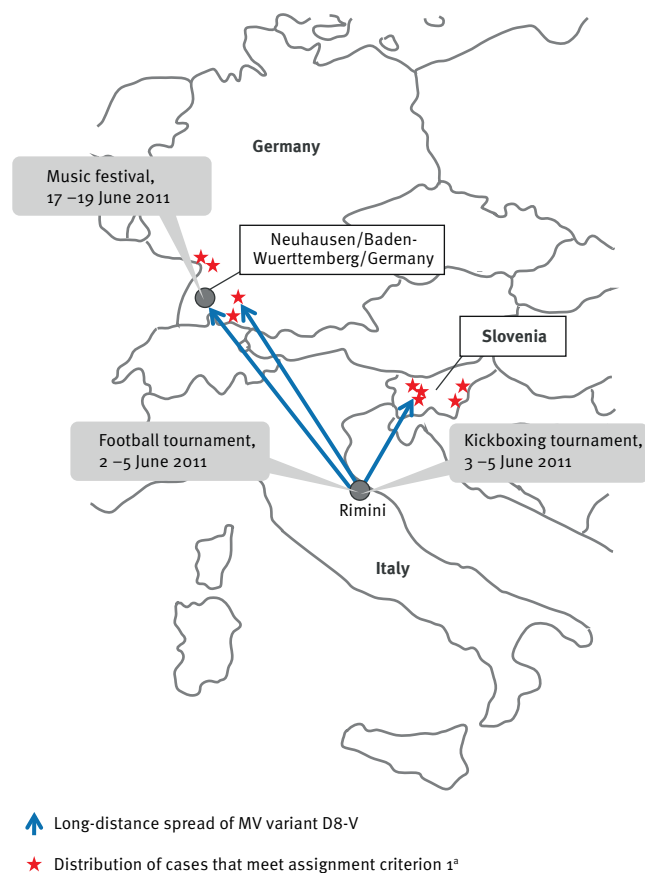 Germany
Music festival,
17 –19 June 2011
Neuhausen/Baden-
Wuerttemberg/Germany
Slovenia
Football tournament,
2 –5 June 2011
Kickboxing tournament,
3 –5 June 2011
Rimini
Italy
Long-distance spread of MV variant D8-V
Distribution of cases that meet assignment criterion 1ª